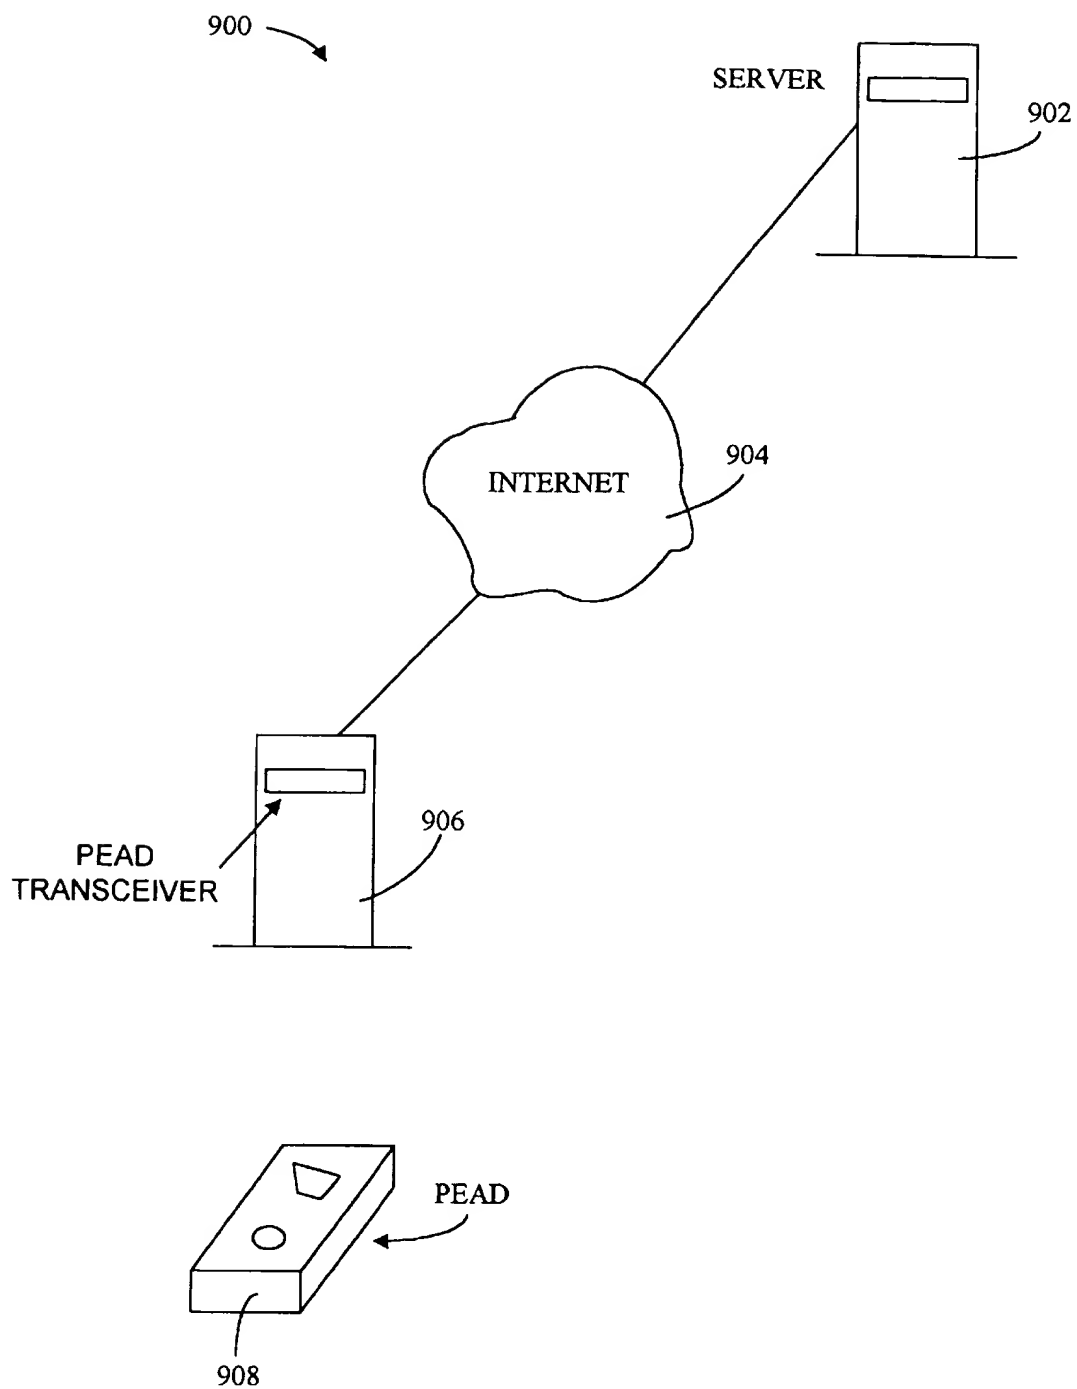 900
SERVER
902
904
INTERNET
906
PEAD
TRANSCEIVER
PEAD
908